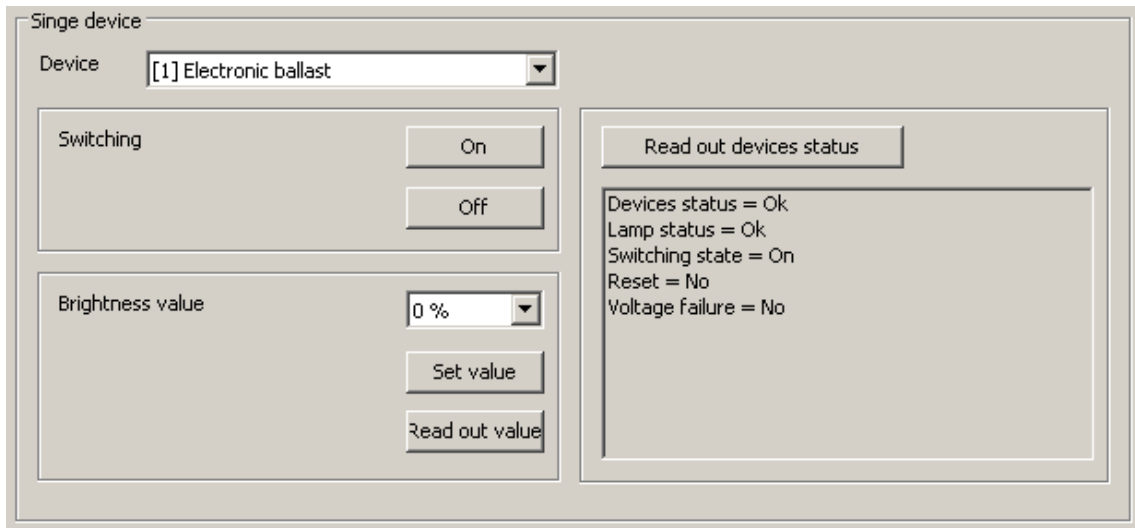 Singe device
Device [1] Electronic ballast
Switching
On
Off
Brightness value
0 %
Set value
Read out value
Read out devices status
Devices status = Ok
Lamp status = Ok
Switching state = On
Reset = No
Voltage failure = No